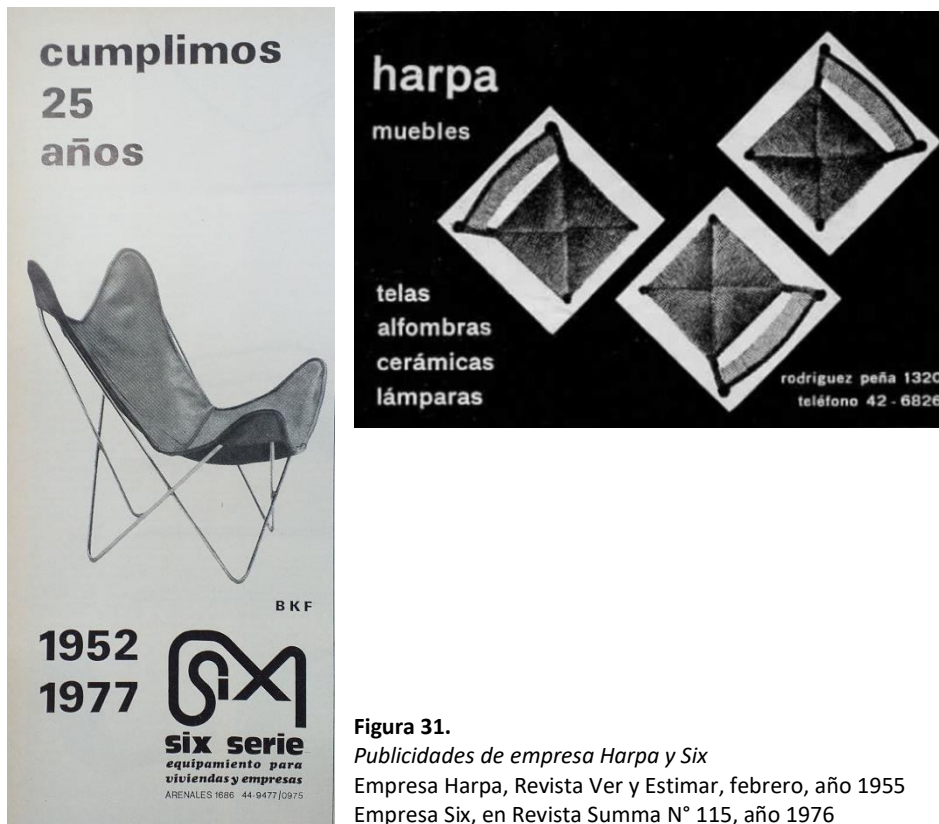 cumplimos
25
años
BKF
1952
1977
six
six serie
equipamiento para
viviendas y empresas
ARENALES 1686 44-9477/0975
harpa
muebles
telas
alfombras
cerámicas
lámparas
rodríguez peña 1320
teléfono 42 - 6826
Figura 31.
Publicidades de empresa Harpa y Six
Empresa Harpa, Revista Ver y Estimar, febrero, año 1955
Empresa Six, en Revista Summa N° 115, año 1976